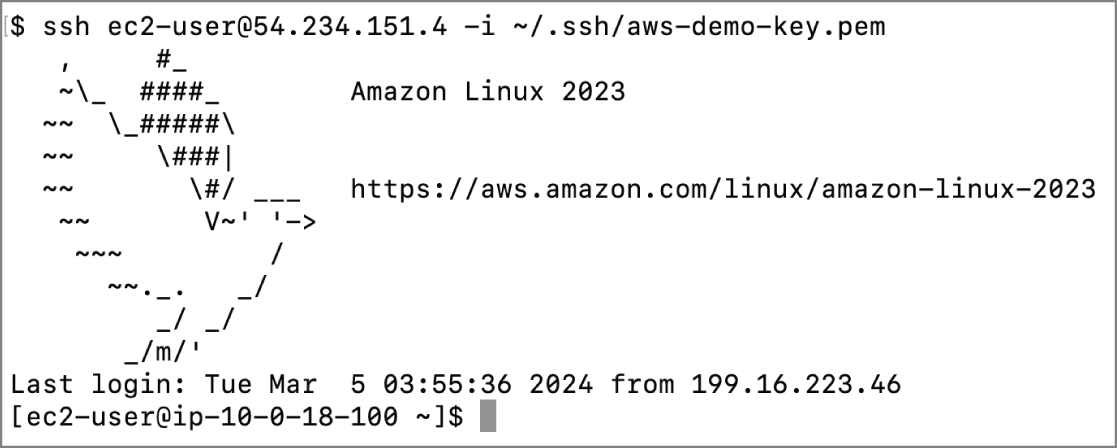 [$ ssh ec2-user@54.234.151.4 -i ~/.ssh/aws-demo-key.pem
   ,     #_
   ~\_  ####_        Amazon Linux 2023
  ~~  \_#####\
  ~~     \###|
  ~~       \#/ ___   https://aws.amazon.com/linux/amazon-linux-2023
   ~~       V~' '->
    ~~~         /
      ~~._.   _/
         _/ _/
       _/m/'
Last login: Tue Mar  5 03:55:36 2024 from 199.16.223.46
[ec2-user@ip-10-0-18-100 ~]$